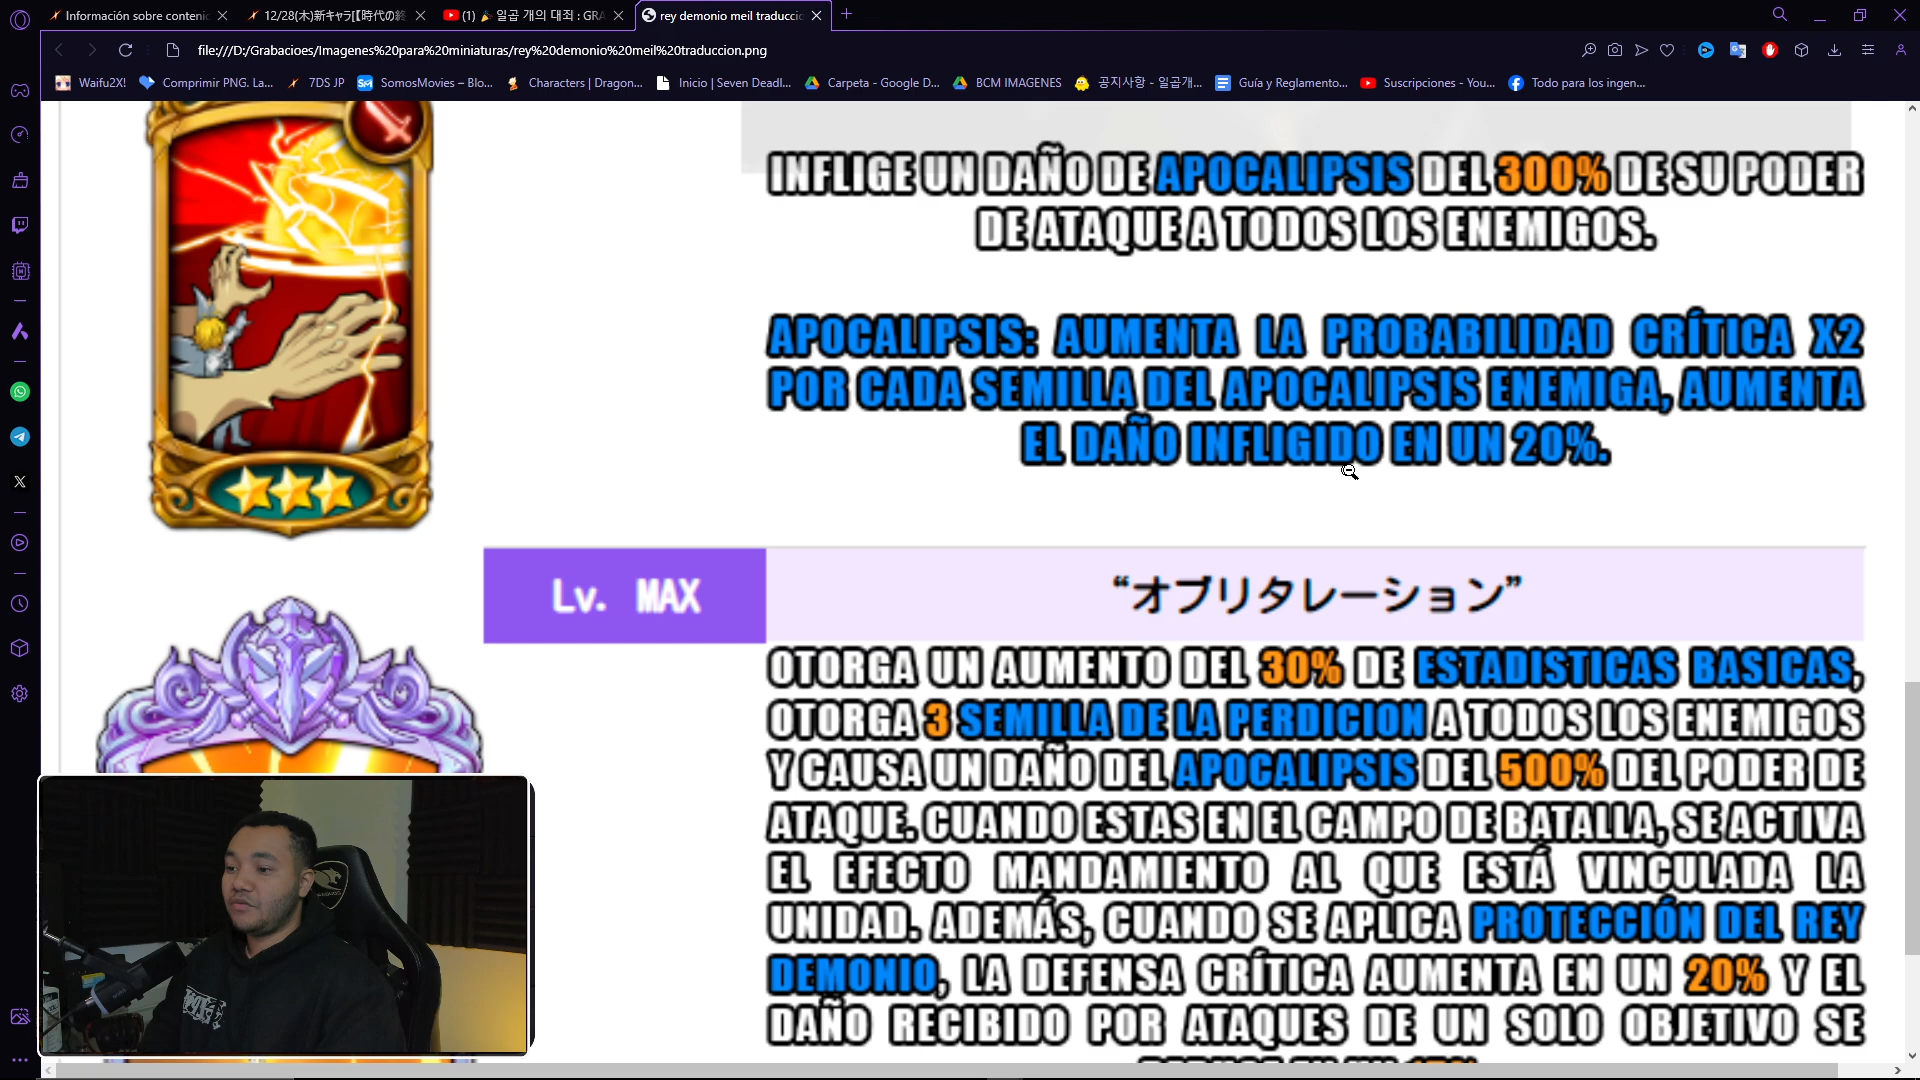 Información sobre conteni
12/28(木)新キャラ[【時代の終
(1) 🎉 일곱 개의 대죄 : GRA
rey demonio meil traducci
file:///D:/Grabacioes/Imagenes%20para%20miniaturas/rey%20demonio%20meil%20traduccion.png
Waifu2X!
Comprimir PNG. La...
7DS JP
SomosMovies – Blo...
Characters | Dragon...
Inicio | Seven Deadl...
Carpeta - Google D...
BCM IMAGENES
공지사항 - 일곱개...
Guía y Reglamento...
Suscripciones - You...
Todo para los ingen...
INFLIGE UN DAÑO DE APOCALIPSIS DEL 300% DE SU PODER
DE ATAQUE A TODOS LOS ENEMIGOS.
APOCALIPSIS: AUMENTA LA PROBABILIDAD CRÍTICA X2
POR CADA SEMILLA DEL APOCALIPSIS ENEMIGA, AUMENTA
EL DAÑO INFLIGIDO EN UN 20%.
Lv. MAX
“オブリタレーション”
OTORGA UN AUMENTO DEL 30% DE ESTADISTICAS BASICAS,
OTORGA 3 SEMILLA DE LA PERDICION A TODOS LOS ENEMIGOS
Y CAUSA UN DAÑO DEL APOCALIPSIS DEL 500% DEL PODER DE
ATAQUE. CUANDO ESTAS EN EL CAMPO DE BATALLA, SE ACTIVA
EL EFECTO MANDAMIENTO AL QUE ESTÁ VINCULADA LA
UNIDAD. ADEMÁS, CUANDO SE APLICA PROTECCIÓN DEL REY
DEMONIO, LA DEFENSA CRÍTICA AUMENTA EN UN 20% Y EL
DAÑO RECIBIDO POR ATAQUES DE UN SOLO OBJETIVO SE